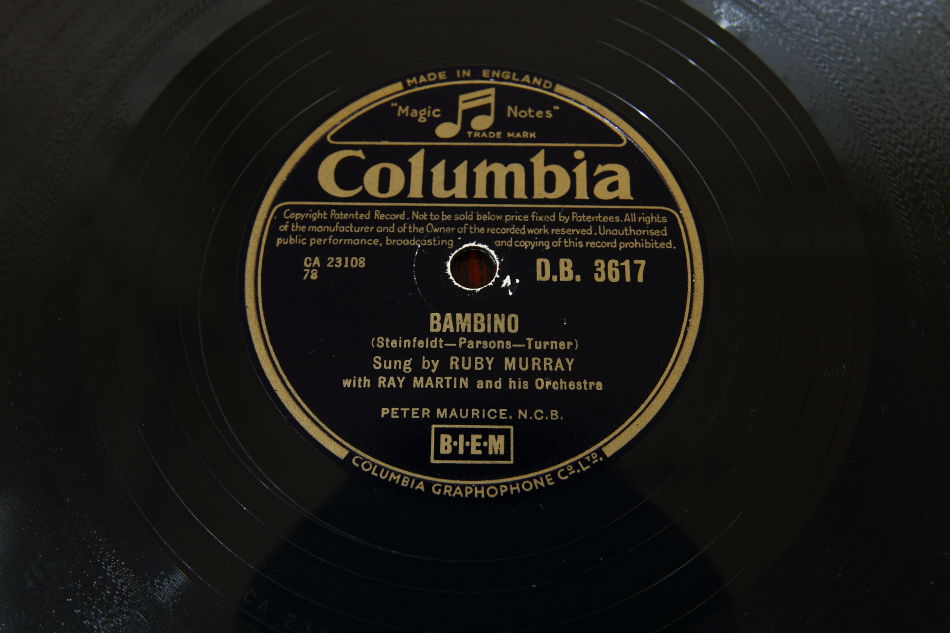 MADE IN ENGLAND
"Magic Notes"
TRADE MARK
Columbia
Copyright Patented Record. Not to be sold below price fixed by Patentees. All rights
of the manufacturer and of the Owner of the recorded work reserved. Unauthorised
public performance, broadcasting and copying of this record prohibited.
CA 23108
78
D.B. 3617
BAMBINO
(Steinfeldt—Parsons—Turner)
Sung by RUBY MURRAY
with RAY MARTIN and his Orchestra
PETER MAURICE. N.C.B.
B·I·E·M
COLUMBIA GRAPHOPHONE Co. LTD.